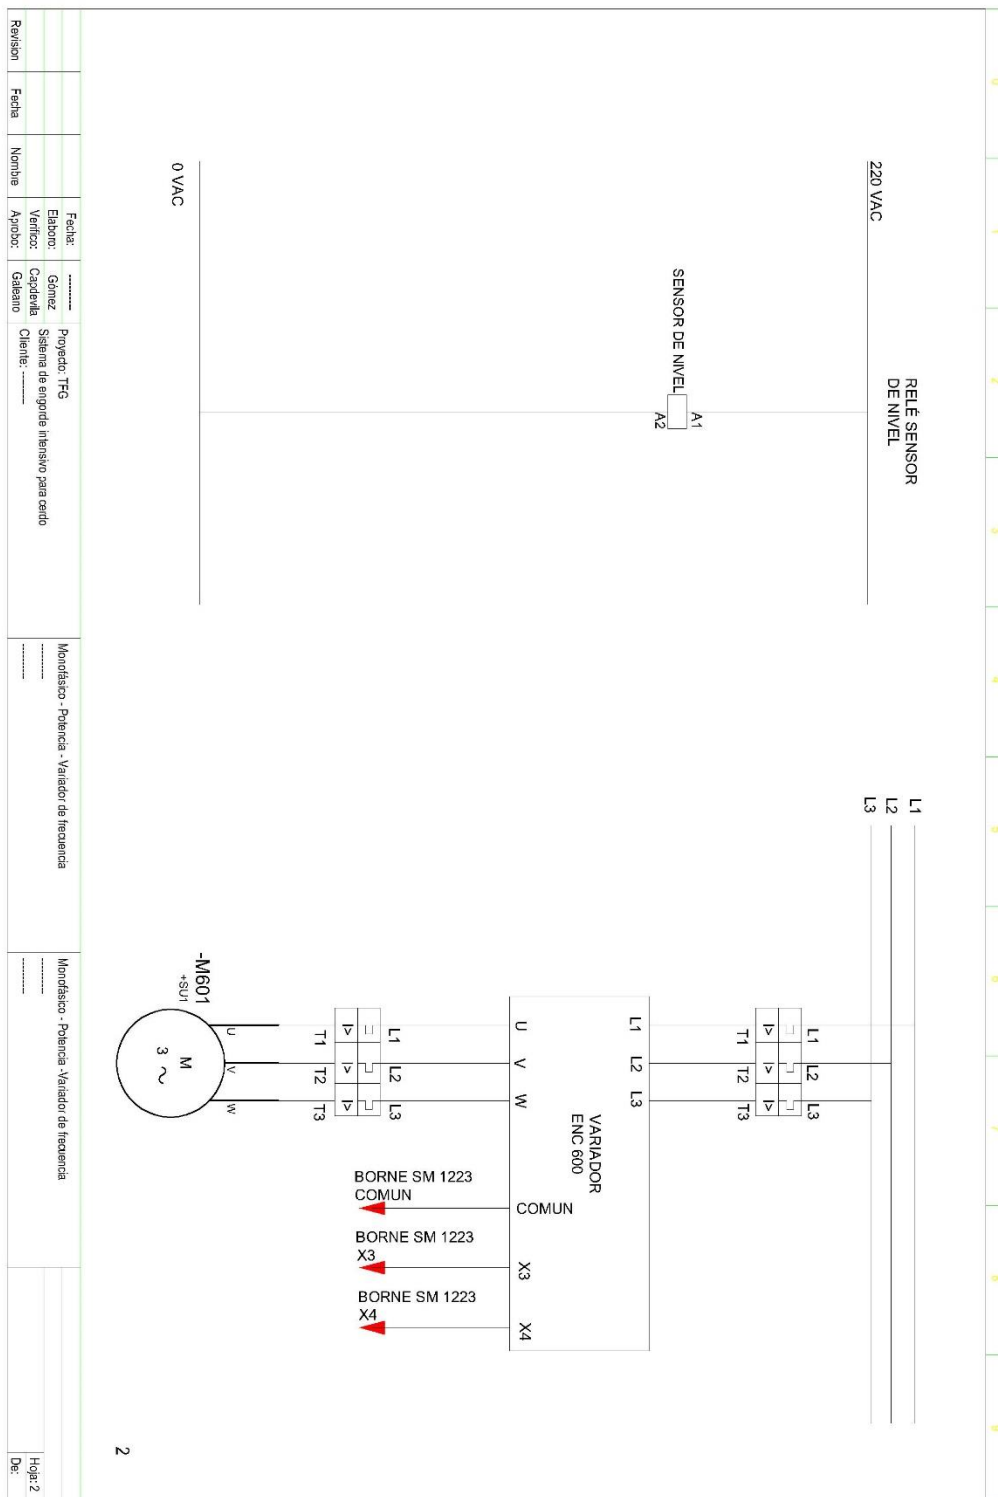 220 VAC
RELÉ SENSOR
DE NIVEL
SENSOR DE NIVEL
A1
A2
0 VAC
L1
L2
L3
L1 L2 L3
I> I> I>
T1 T2 T3
L1 L2 L3
VARIADOR
ENC 600
U V W COMUN X3 X4
BORNE SM 1223
COMUN
BORNE SM 1223
X3
BORNE SM 1223
X4
L1 L2 L3
I> I> I>
T1 T2 T3
-M601
+SU1
U V W
M
3 ~
2
Revision Fecha Nombre
Fecha: ----------
Elaboro: Gómez
Verifico: Capdevila
Aprobo: Galeano
Proyecto: TFG
Sistema de engorde intensivo para cerdo
Cliente: ---------
Monofásico - Potencia - Variador de frecuencia
---------
---------
Monofásico - Potencia -Variador de frecuencia
---------
---------
Hoja: 2
De: